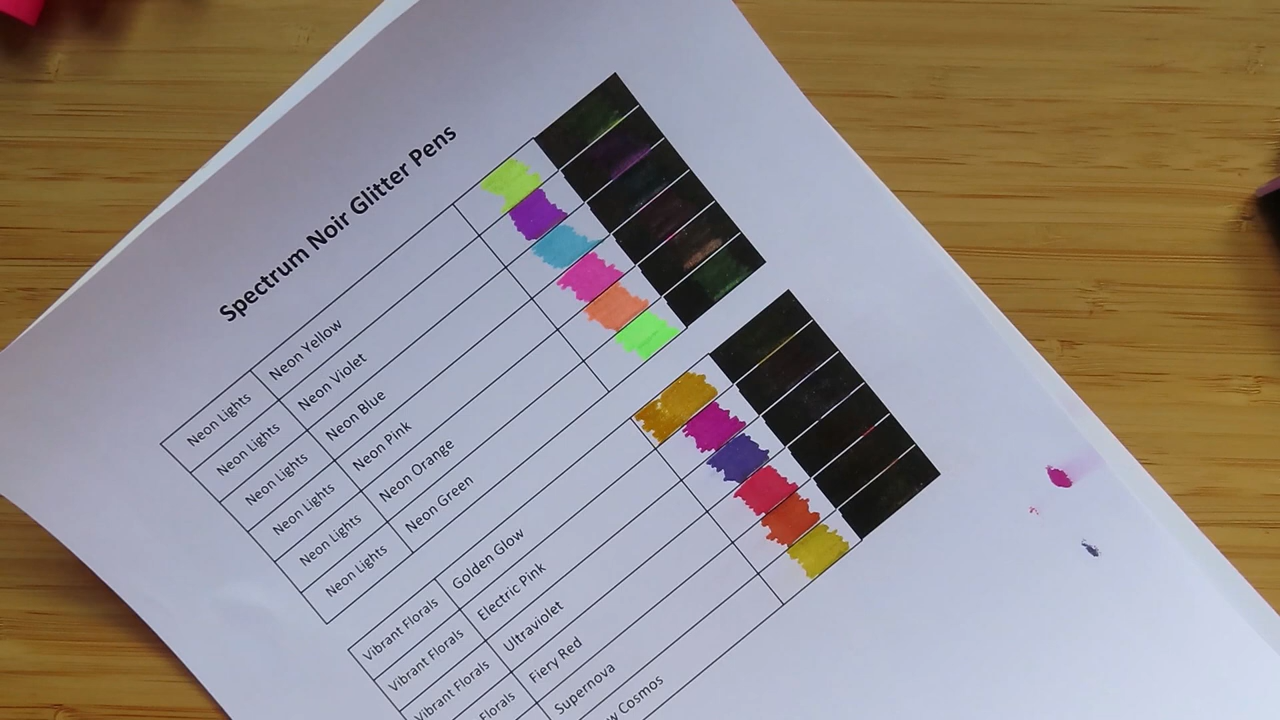 Spectrum Noir Glitter Pens
Neon Lights Neon Yellow
Neon Lights Neon Violet
Neon Lights Neon Blue
Neon Lights Neon Pink
Neon Lights Neon Orange
Neon Lights Neon Green
Vibrant Florals Golden Glow
Vibrant Florals Electric Pink
Vibrant Florals Ultraviolet
Florals Fiery Red
Supernova
Cosmos